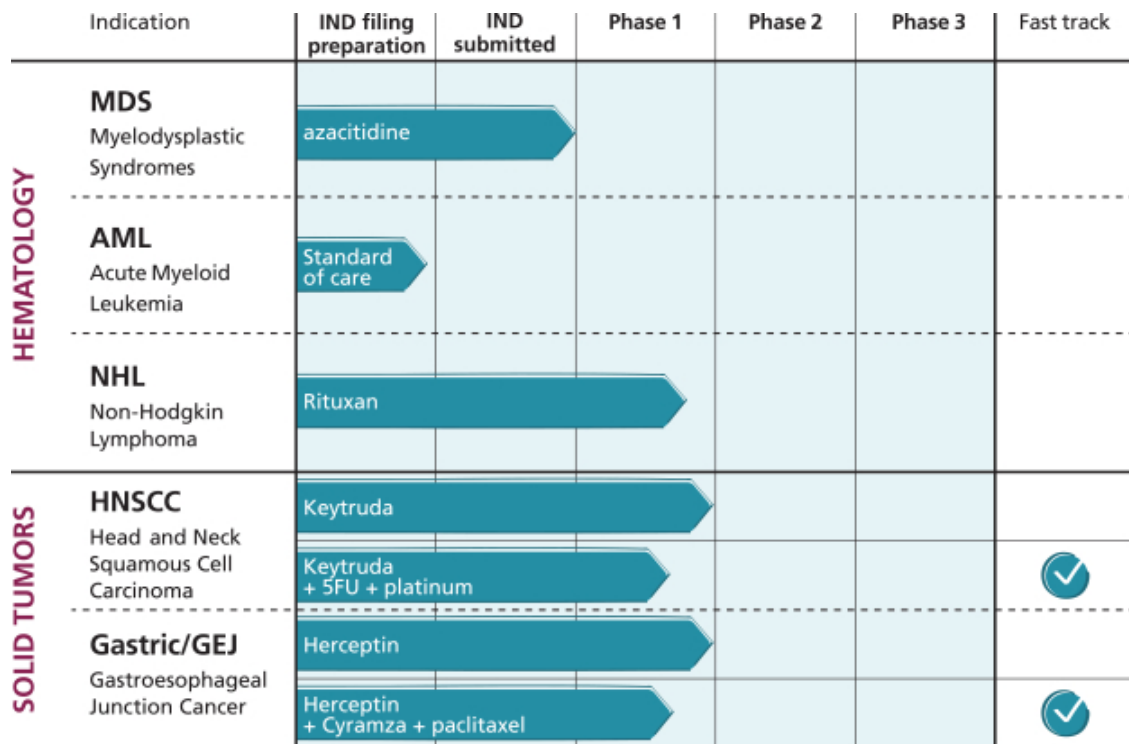 Indication
IND filing
preparation
IND
submitted
Phase 1
Phase 2
Phase 3
Fast track
HEMATOLOGY
MDS
Myelodysplastic
Syndromes
azacitidine
AML
Acute Myeloid
Leukemia
Standard
of care
NHL
Non-Hodgkin
Lymphoma
Rituxan
SOLID TUMORS
HNSCC
Head and Neck
Squamous Cell
Carcinoma
Keytruda
Keytruda
+ 5FU + platinum
Gastric/GEJ
Gastroesophageal
Junction Cancer
Herceptin
Herceptin
+ Cyramza + paclitaxel